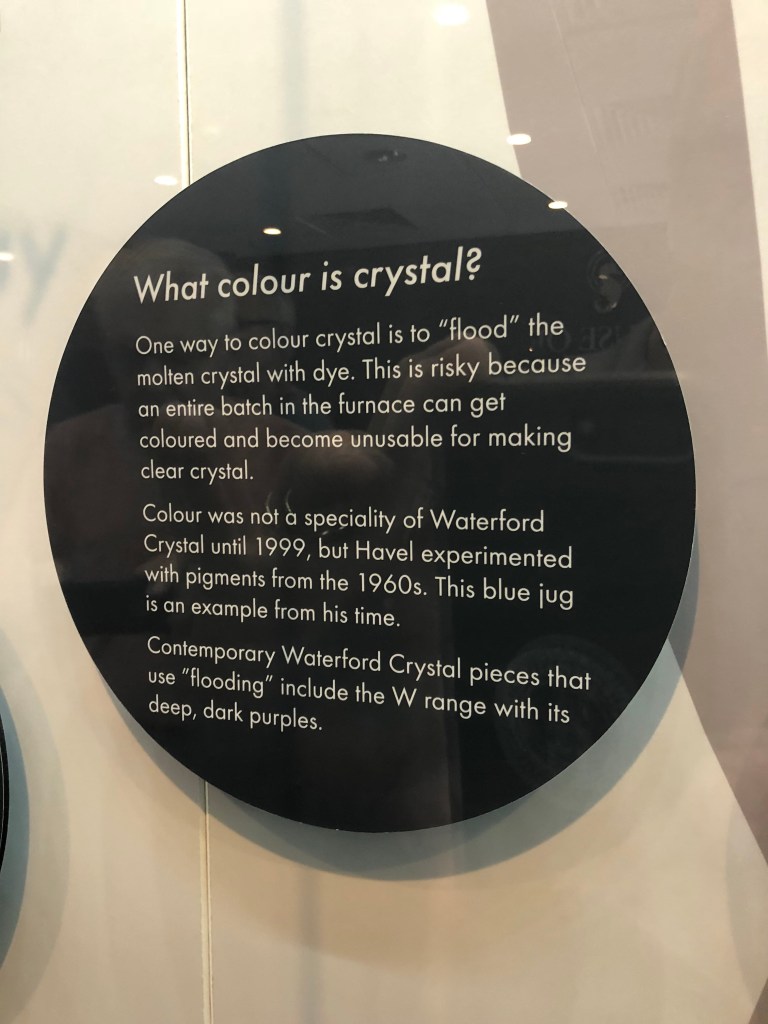 What colour is crystal?
One way to colour crystal is to “flood” the
molten crystal with dye. This is risky because
an entire batch in the furnace can get
coloured and become unusable for making
clear crystal.
Colour was not a speciality of Waterford
Crystal until 1999, but Havel experimented
with pigments from the 1960s. This blue jug
is an example from his time.
Contemporary Waterford Crystal pieces that
use “flooding” include the W range with its
deep, dark purples.